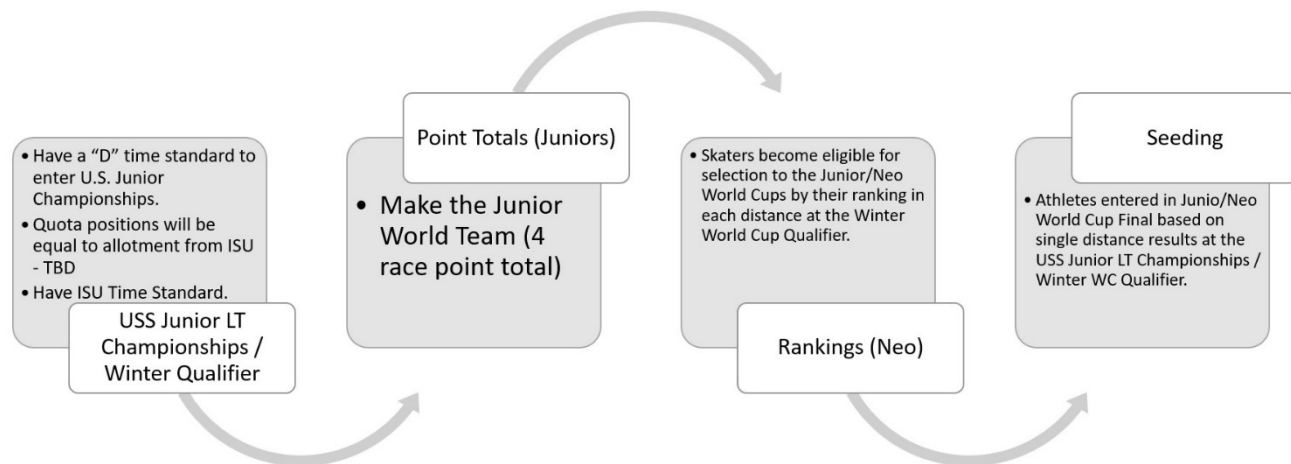 • Have a “D” time standard to
enter U.S. Junior
Championships.
• Quota positions will be
equal to allotment from ISU
- TBD
• Have ISU Time Standard.
USS Junior LT
Championships /
Winter Qualifier
Point Totals (Juniors)
• Make the Junior
World Team (4
race point total)
• Skaters become eligible for
selection to the Junior/Neo
World Cups by their ranking in
each distance at the Winter
World Cup Qualifier.
Rankings (Neo)
Seeding
• Athletes entered in Junio/Neo
World Cup Final based on
single distance results at the
USS Junior LT Championships /
Winter WC Qualifier.